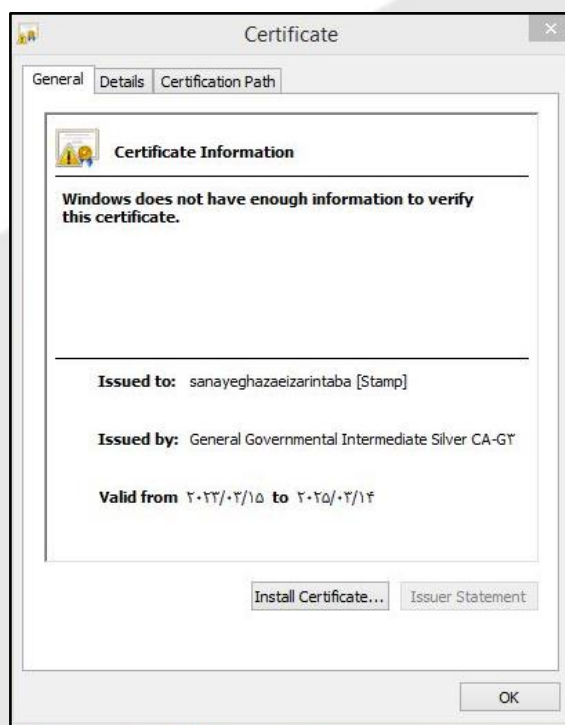 Certificate
General Details Certification Path
Certificate Information
Windows does not have enough information to verify
this certificate.
Issued to: sanayeghazaeizarintaba [Stamp]
Issued by: General Governmental Intermediate Silver CA-G۳
Valid from ۲۰۲۳/۰۳/۱۵ to ۲۰۲۵/۰۳/۱۴
Install Certificate... Issuer Statement
OK